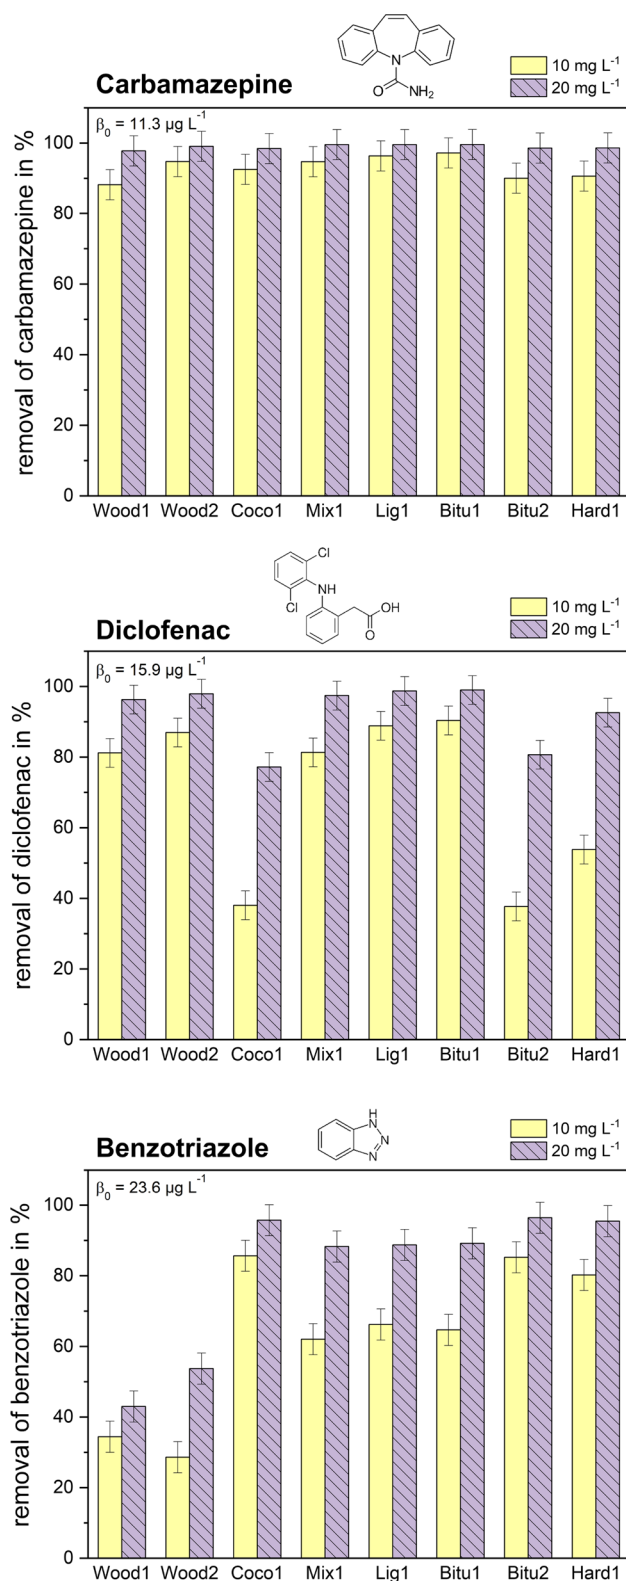 N
O
NH₂
Carbamazepine
10 mg L⁻¹
20 mg L⁻¹
β₀ = 11.3 µg L⁻¹
removal of carbamazepine in %
100
80
60
40
20
0
Wood1 Wood2 Coco1 Mix1 Lig1 Bitu1 Bitu2 Hard1
Cl
NH
Cl
OH
O
Diclofenac
10 mg L⁻¹
20 mg L⁻¹
β₀ = 15.9 µg L⁻¹
removal of diclofenac in %
100
80
60
40
20
0
Wood1 Wood2 Coco1 Mix1 Lig1 Bitu1 Bitu2 Hard1
H
N
N
N
Benzotriazole
10 mg L⁻¹
20 mg L⁻¹
β₀ = 23.6 µg L⁻¹
removal of benzotriazole in %
100
80
60
40
20
0
Wood1 Wood2 Coco1 Mix1 Lig1 Bitu1 Bitu2 Hard1